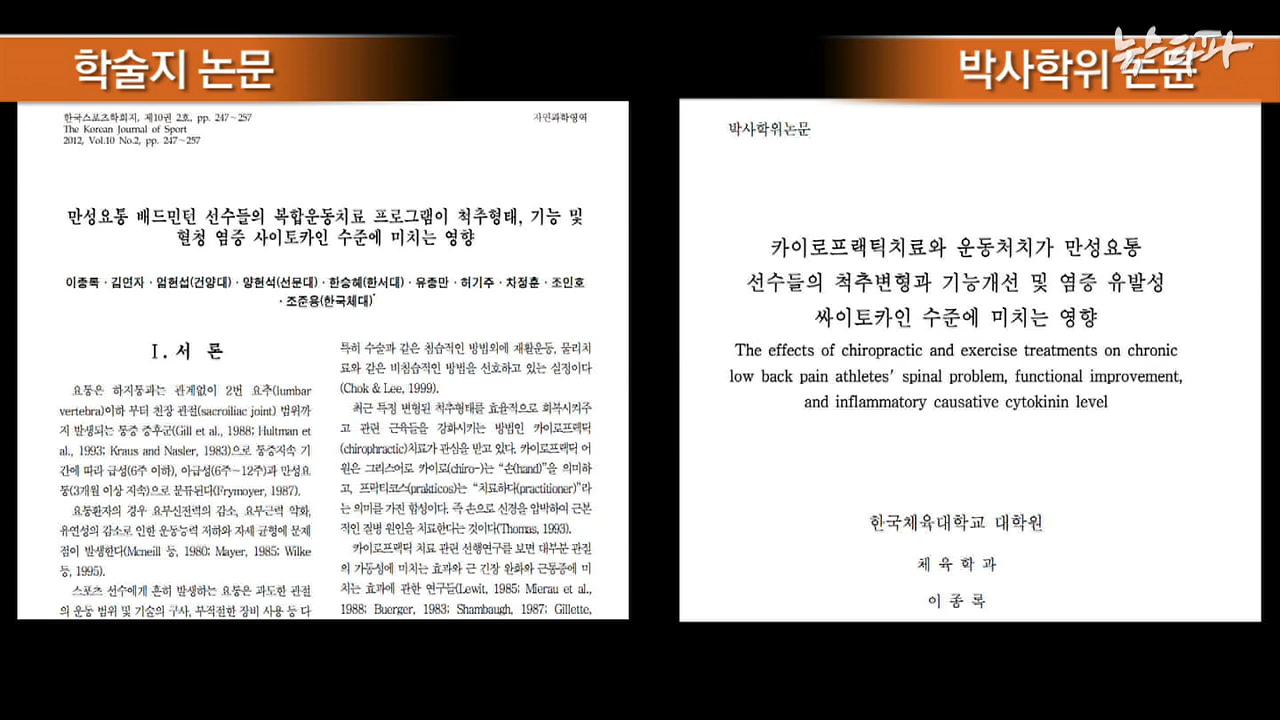 학술지 논문
한국스포츠학회지, 제10권 2호, pp. 247~257
The Korean Journal of Sport
2012, Vol.10 No.2, pp. 247~257
자연과학영역
만성요통 배드민턴 선수들의 복합운동치료 프로그램이 척추형태, 기능 및
혈청 염증 사이토카인 수준에 미치는 영향
이종록 · 김연자 · 엄현섭(건양대) · 양현석(선문대) · 한승혜(한서대) · 유종만 · 허기주 · 차정훈 · 조인호
· 조준용(한국체대)*
I. 서 론
요통은 하지통과는 관계없이 2번 요추(lumbar
vertebra)이하 부터 천장 관절(sacroiliac joint) 범위까
지 발생되는 통증 증후군(Gill et al., 1988; Hultman et
al., 1993; Kraus and Nasler, 1983)으로 통증지속 기
간에 따라 급성(6주 이하), 아급성(6주~12주)과 만성요
통(3개월 이상 지속)으로 분류된다(Frymoyer, 1987).
요통환자의 경우 요부신전력의 감소, 요부근력 약화,
유연성의 감소로 인한 운동능력 저하와 자세 균형에 문제
점이 발생한다(Mcneill 등, 1980; Mayer, 1985; Wilke
등, 1995).
스포츠 선수에게 흔히 발생하는 요통은 과도한 관절
의 운동 범위 및 기술의 구사, 부적절한 장비 사용 등 다
특히 수술과 같은 침습적인 방법외에 재활운동, 물리치
료와 같은 비침습적인 방법을 선호하고 있는 실정이다
(Chok & Lee, 1999).
최근 특정 변형된 척추형태를 효율적으로 회복시켜주
고 관련 근육들을 강화시키는 방법인 카이로프랙틱
(chirophractic)치료가 관심을 받고 있다. 카이로프랙틱 어
원은 그리스어로 카이로(chiro-)는 “손(hand)”을 의미하
고, 프락티코스(prakticos)는 “치료하다(practitioner)”라
는 의미를 가진 합성이다. 즉 손으로 신경을 압박하여 근본
적인 질병 원인을 치료한다는 것이다(Thomas, 1993).
카이로프랙틱 치료 관련 선행연구를 보면 대부분 관절
의 가동성에 미치는 효과와 근 긴장 완화와 근통증에 미
치는 효과에 관한 연구들(Lewit, 1985; Mierau et al.,
1988; Buerger, 1983; Shambaugh, 1987; Gillette,
뉴스타파
박사학위 논문
박사학위논문
카이로프랙틱치료와 운동처치가 만성요통
선수들의 척추변형과 기능개선 및 염증 유발성
싸이토카인 수준에 미치는 영향
The effects of chiropractic and exercise treatments on chronic
low back pain athletes' spinal problem, functional improvement,
and inflammatory causative cytokinin level
한국체육대학교 대학원
체 육 학 과
이 종 록